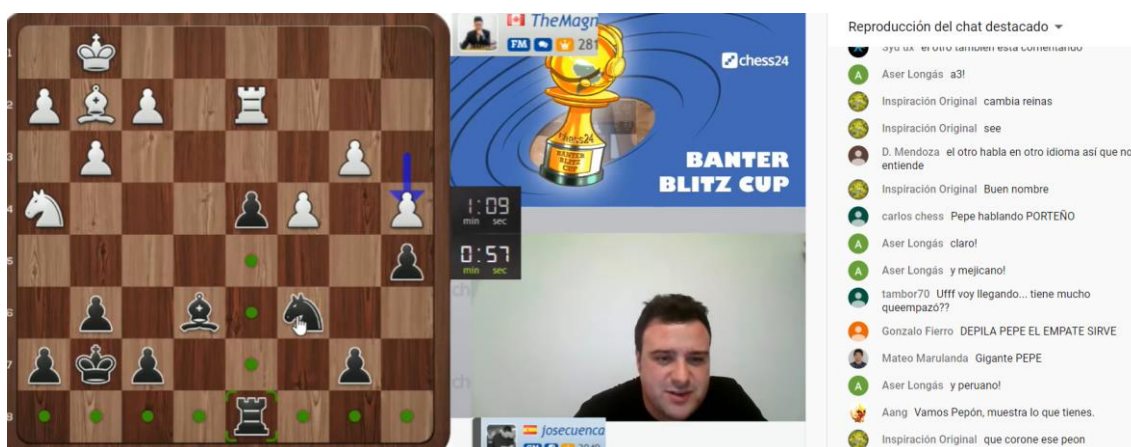 TheMagn
FM 281
chess24
chess24
BANTER
BLITZ CUP
BANTER
BLITZ CUP
1:09
min sec
0:57
min sec
josecuenca
Reproducción del chat destacado
el otro también está comentando
Aser Longás a3!
Inspiración Original cambia reinas
Inspiración Original see
D. Mendoza el otro habla en otro idioma así que no
entiende
Inspiración Original Buen nombre
carlos chess Pepe hablando PORTEÑO
Aser Longás claro!
Aser Longás y mejicano!
tambor70 Ufff voy llegando... tiene mucho
queempazó??
Gonzalo Fierro DEPILA PEPE EL EMPATE SIRVE
Mateo Marulanda Gigante PEPE
Aser Longás y peruano!
Aang Vamos Pepón, muestra lo que tienes.
Inspiración Original que corone ese peon